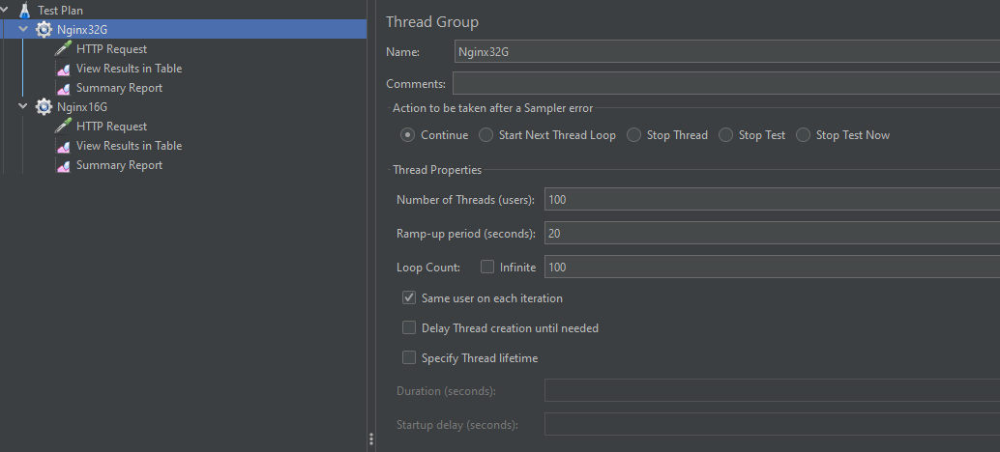 Test Plan
Nginx32G
HTTP Request
View Results in Table
Summary Report
Nginx16G
HTTP Request
View Results in Table
Summary Report
Thread Group
Name: Nginx32G
Comments:
Action to be taken after a Sampler error
Continue Start Next Thread Loop Stop Thread Stop Test Stop Test Now
Thread Properties
Number of Threads (users): 100
Ramp-up period (seconds): 20
Loop Count: Infinite 100
Same user on each iteration
Delay Thread creation until needed
Specify Thread lifetime
Duration (seconds):
Startup delay (seconds):